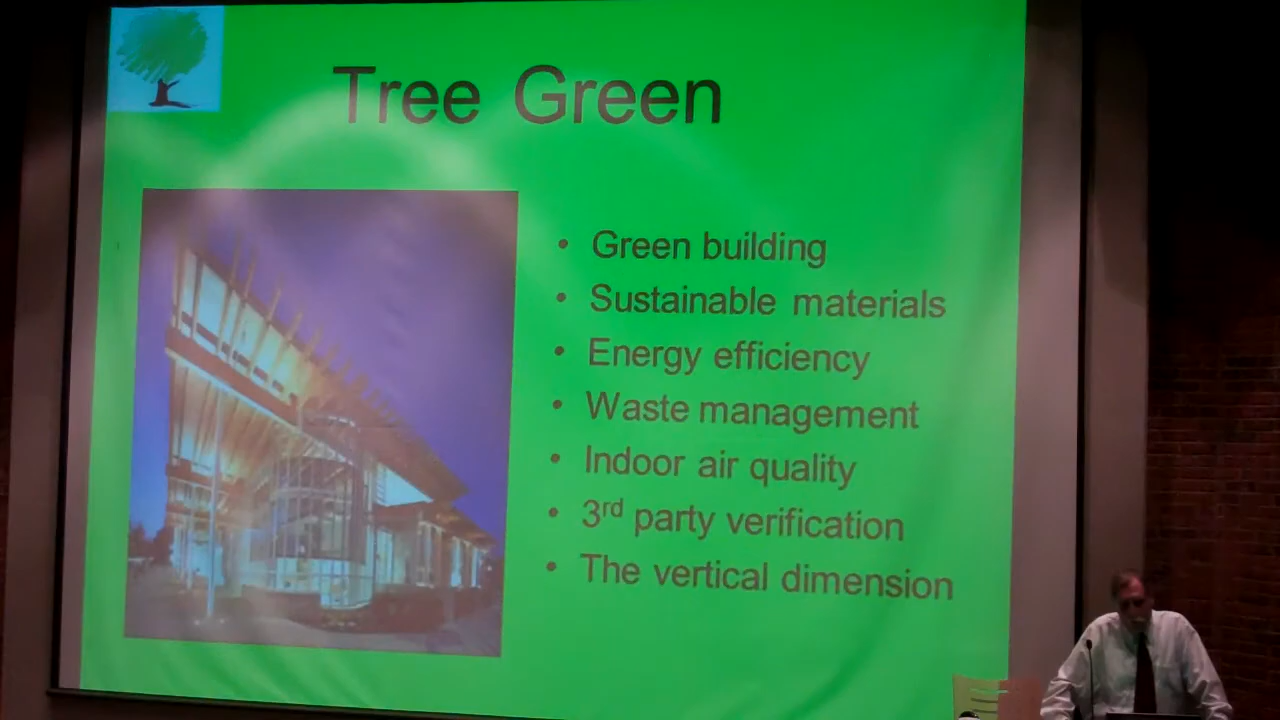 Tree Green
• Green building
• Sustainable materials
• Energy efficiency
• Waste management
• Indoor air quality
• 3rd party verification
• The vertical dimension